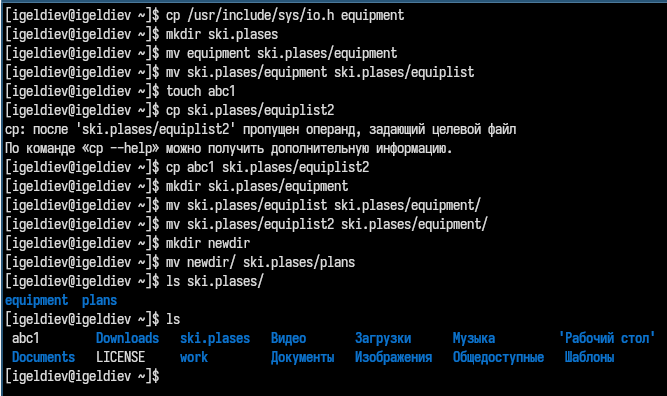 [igeldiev@igeldiev ~]$ cp /usr/include/sys/io.h equipment
[igeldiev@igeldiev ~]$ mkdir ski.plases
[igeldiev@igeldiev ~]$ mv equipment ski.plases/equipment
[igeldiev@igeldiev ~]$ mv ski.plases/equipment ski.plases/equiplist
[igeldiev@igeldiev ~]$ touch abc1
[igeldiev@igeldiev ~]$ cp ski.plases/equiplist2
cp: после 'ski.plases/equiplist2' пропущен операнд, задающий целевой файл
По команде «cp --help» можно получить дополнительную информацию.
[igeldiev@igeldiev ~]$ cp abc1 ski.plases/equiplist2
[igeldiev@igeldiev ~]$ mkdir ski.plases/equipment
[igeldiev@igeldiev ~]$ mv ski.plases/equiplist ski.plases/equipment/
[igeldiev@igeldiev ~]$ mv ski.plases/equiplist2 ski.plases/equipment/
[igeldiev@igeldiev ~]$ mkdir newdir
[igeldiev@igeldiev ~]$ mv newdir/ ski.plases/plans
[igeldiev@igeldiev ~]$ ls ski.plases/
equipment plans
[igeldiev@igeldiev ~]$ ls
abc1 Downloads ski.plases Видео Загрузки Музыка 'Рабочий стол'
Documents LICENSE work Документы Изображения Общедоступные Шаблоны
[igeldiev@igeldiev ~]$